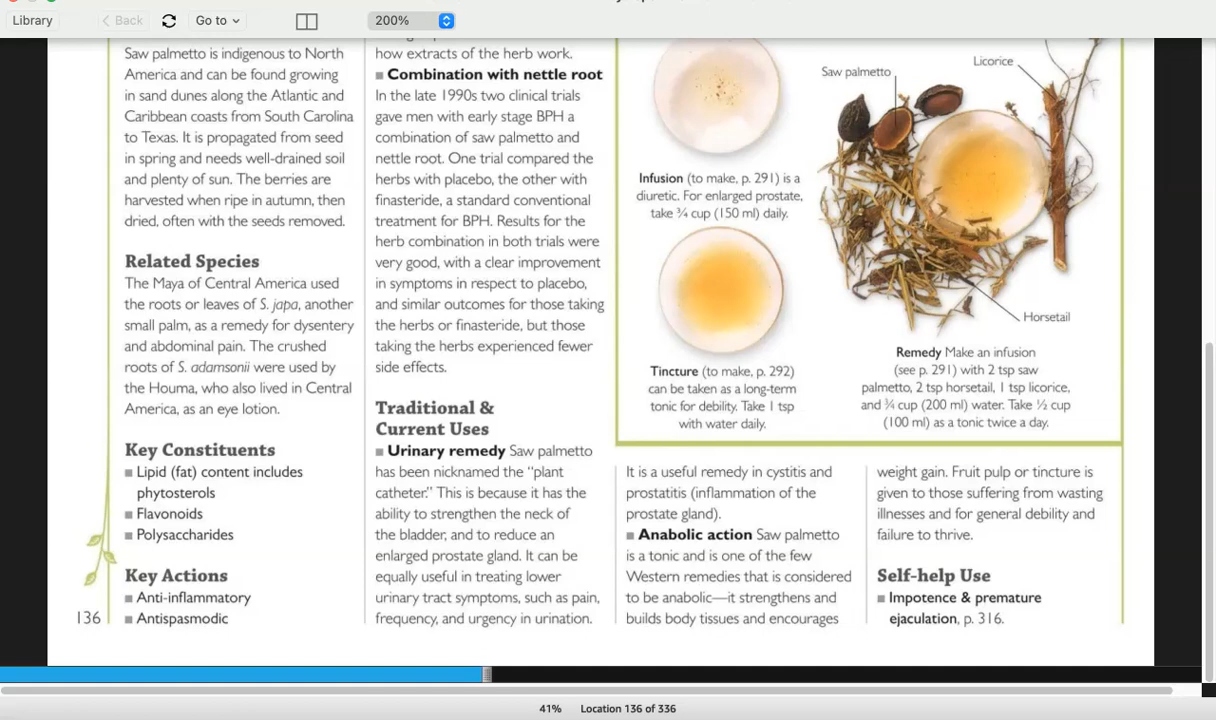 Library
Back
Go to
200%
Saw palmetto is indigenous to North
America and can be found growing
in sand dunes along the Atlantic and
Caribbean coasts from South Carolina
to Texas. It is propagated from seed
in spring and needs well-drained soil
and plenty of sun. The berries are
harvested when ripe in autumn, then
dried, often with the seeds removed.
Related Species
The Maya of Central America used
the roots or leaves of S. japa, another
small palm, as a remedy for dysentery
and abdominal pain. The crushed
roots of S. adamsonii were used by
the Houma, who also lived in Central
America, as an eye lotion.
Key Constituents
■ Lipid (fat) content includes
phytosterols
■ Flavonoids
■ Polysaccharides
Key Actions
■ Anti-inflammatory
■ Antispasmodic
136
how extracts of the herb work.
■ Combination with nettle root
In the late 1990s two clinical trials
gave men with early stage BPH a
combination of saw palmetto and
nettle root. One trial compared the
herbs with placebo, the other with
finasteride, a standard conventional
treatment for BPH. Results for the
herb combination in both trials were
very good, with a clear improvement
in symptoms in respect to placebo,
and similar outcomes for those taking
the herbs or finasteride, but those
taking the herbs experienced fewer
side effects.
Traditional &
Current Uses
■ Urinary remedy Saw palmetto
has been nicknamed the “plant
catheter.” This is because it has the
ability to strengthen the neck of
the bladder, and to reduce an
enlarged prostate gland. It can be
equally useful in treating lower
urinary tract symptoms, such as pain,
frequency, and urgency in urination.
Infusion (to make, p. 291) is a
diuretic. For enlarged prostate,
take ¾ cup (150 ml) daily.
Tincture (to make, p. 292)
can be taken as a long-term
tonic for debility. Take 1 tsp
with water daily.
Saw palmetto
Licorice
Horsetail
Remedy Make an infusion
(see p. 291) with 2 tsp saw
palmetto, 2 tsp horsetail, 1 tsp licorice,
and ¾ cup (200 ml) water. Take ½ cup
(100 ml) as a tonic twice a day.
It is a useful remedy in cystitis and
prostatitis (inflammation of the
prostate gland).
■ Anabolic action Saw palmetto
is a tonic and is one of the few
Western remedies that is considered
to be anabolic—it strengthens and
builds body tissues and encourages
weight gain. Fruit pulp or tincture is
given to those suffering from wasting
illnesses and for general debility and
failure to thrive.
Self-help Use
■ Impotence & premature
ejaculation, p. 316.
41%
Location 136 of 336